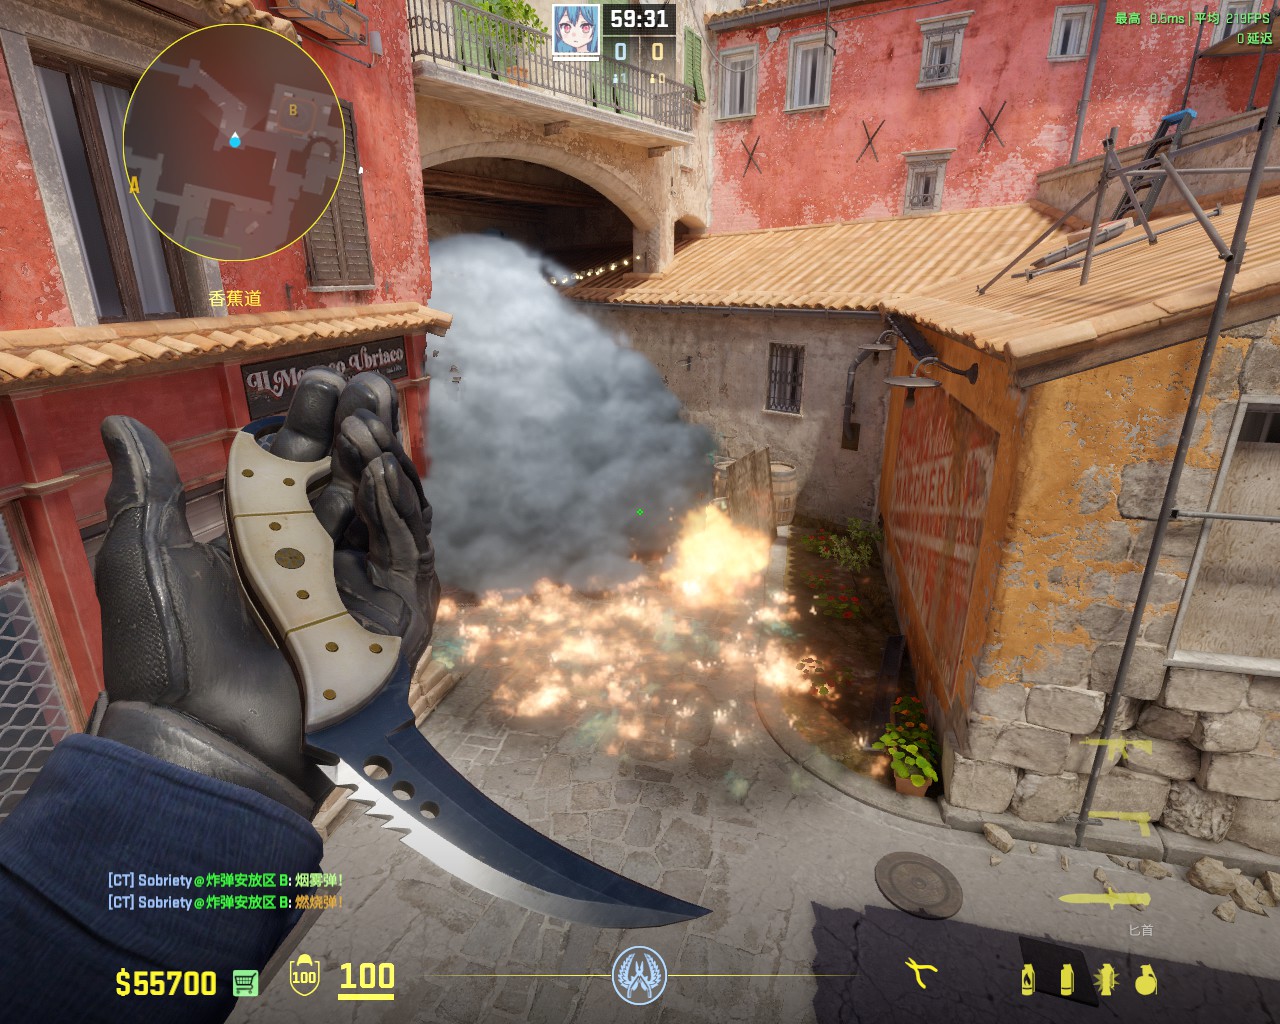 59:31
0 0
最高 8.5ms | 平均 219FPS
0 延迟
B
A
香蕉道
[CT] Sobriety@炸弹安放区 B: 烟雾弹!
[CT] Sobriety@炸弹安放区 B: 燃烧弹!
匕首
$55700
100
100